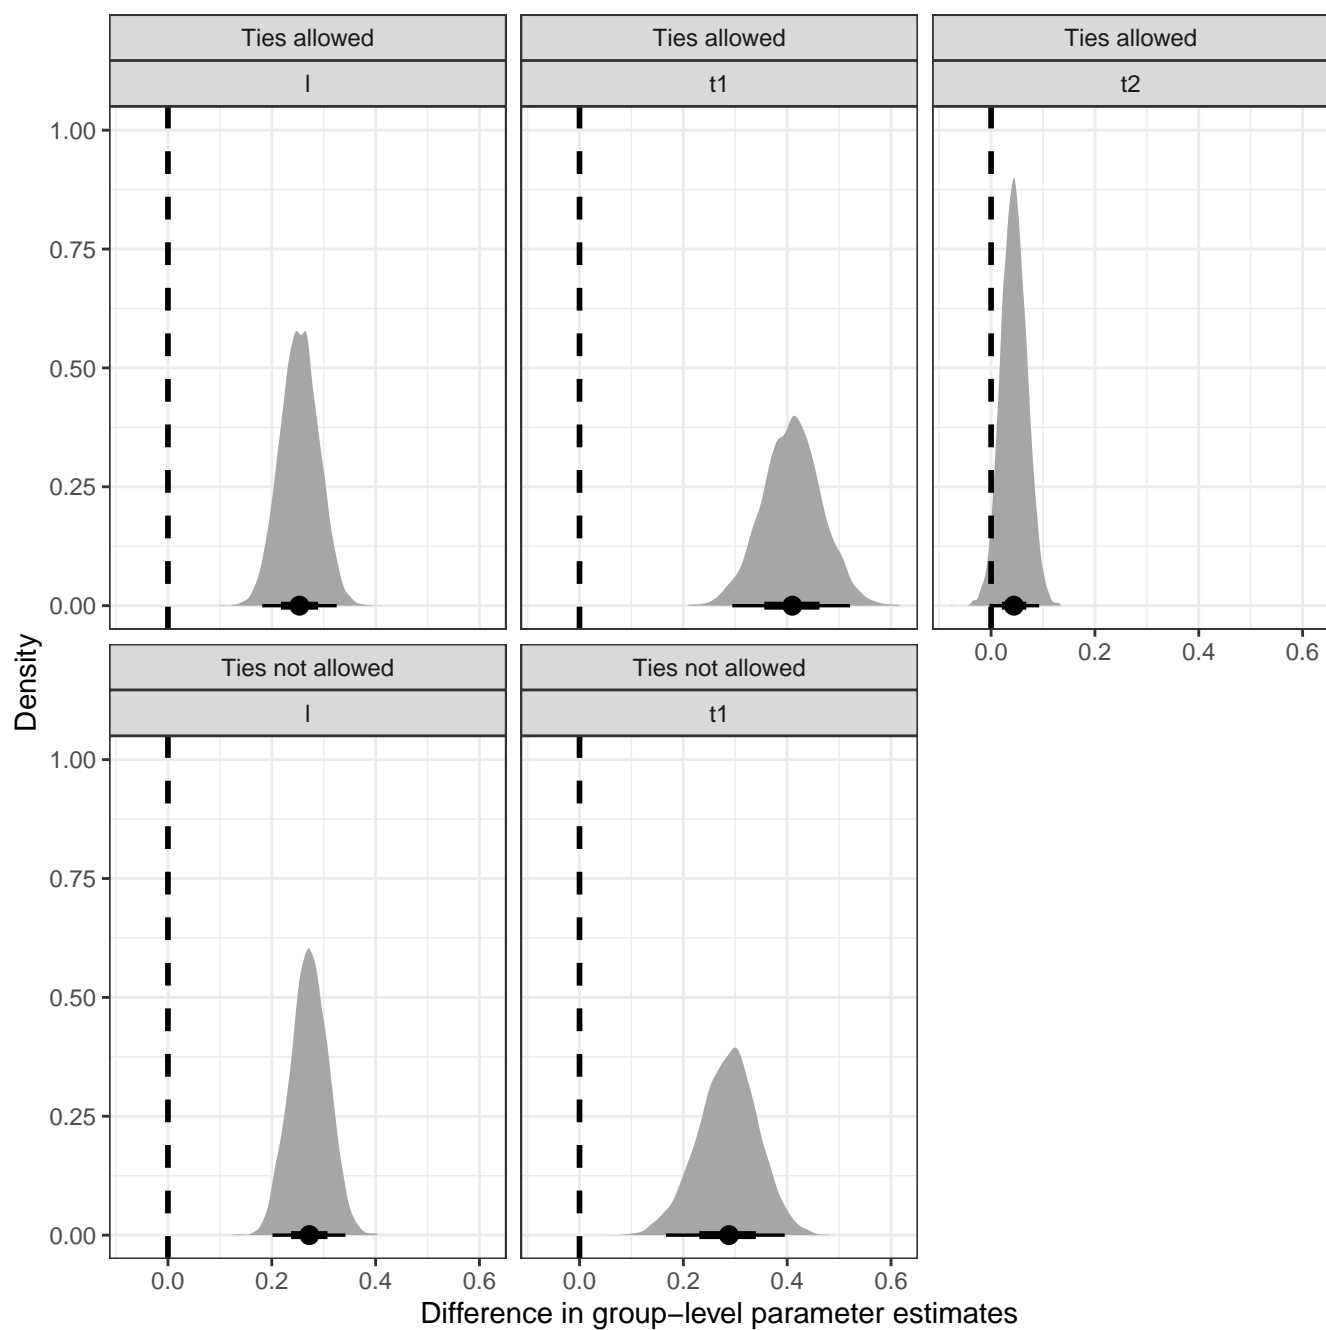 Ties allowed
Ties allowed
Ties allowed
l
t1
t2
1.00
0.75
0.50
0.25
0.00
0.0 0.2 0.4 0.6
Density
Ties not allowed
Ties not allowed
l
t1
1.00
0.75
0.50
0.25
0.00
0.0 0.2 0.4 0.6
0.0 0.2 0.4 0.6
Difference in group−level parameter estimates